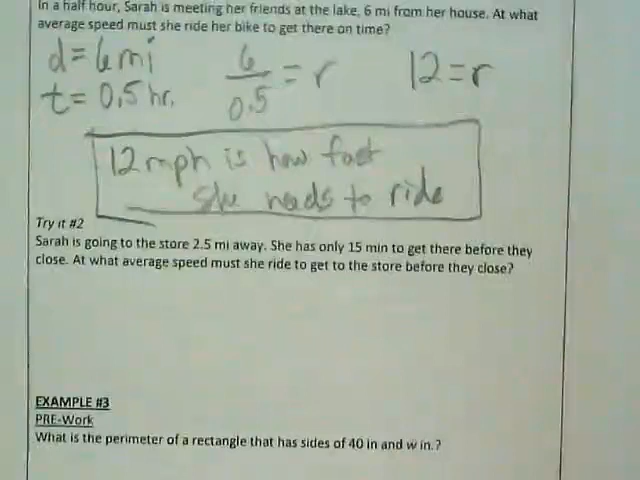 In a half hour, Sarah is meeting her friends at the lake, 6 mi from her house. At what
average speed must she ride her bike to get there on time?
d = 6 mi
t = 0.5 hr.
6/0.5 = r
12 = r
12 mph is how fast
she needs to ride
Try it #2
Sarah is going to the store 2.5 mi away. She has only 15 min to get there before they
close. At what average speed must she ride to get to the store before they close?
EXAMPLE #3
PRE-Work
What is the perimeter of a rectangle that has sides of 40 in and w in.?